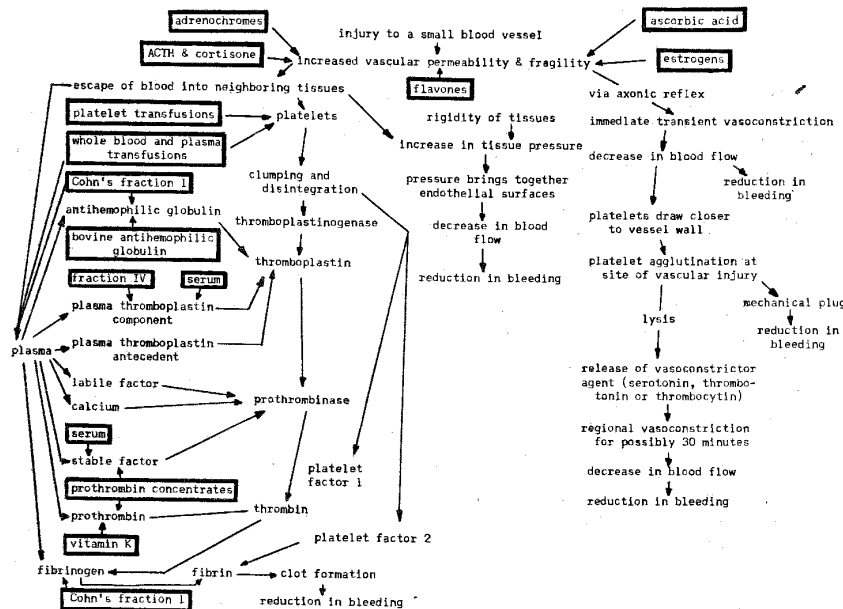 adrenochromes
injury to a small blood vessel
ascorbic acid
ACTH & cortisone
increased vascular permeability & fragility
estrogens
escape of blood into neighboring tissues
flavones
via axonic reflex
platelet transfusions
platelets
rigidity of tissues
immediate transient vasoconstriction
whole blood and plasma
transfusions
increase in tissue pressure
decrease in blood flow
Cohn's fraction 1
clumping and
disintegration
pressure brings together
endothelial surfaces
reduction in
bleeding
antihemophilic globulin
thromboplastinogenase
decrease in blood
flow
platelets draw closer
to vessel wall
bovine antihemophilic
globulin
thromboplastin
reduction in bleeding
platelet agglutination at
site of vascular injury
fraction IV
serum
plasma thromboplastin
component
mechanical plug
lysis
reduction in
bleeding
plasma
plasma thromboplastin
antecedent
release of vasoconstrictor
agent (serotonin, thrombo-
tonin or thrombocytin)
labile factor
calcium
prothrombinase
regional vasoconstriction
for possibly 30 minutes
serum
stable factor
platelet
factor 1
decrease in blood flow
prothrombin concentrates
thrombin
reduction in bleeding
prothrombin
platelet factor 2
vitamin K
fibrinogen
fibrin
clot formation
Cohn's fraction 1
reduction in bleeding